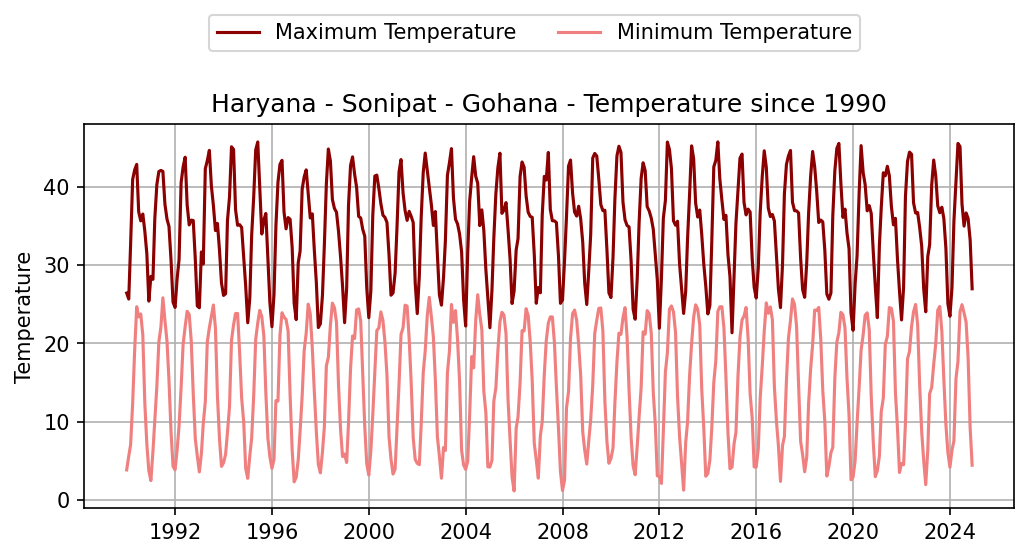 Maximum Temperature Minimum Temperature
Haryana - Sonipat - Gohana - Temperature since 1990
Temperature
40
30
20
10
0
1992 1996 2000 2004 2008 2012 2016 2020 2024